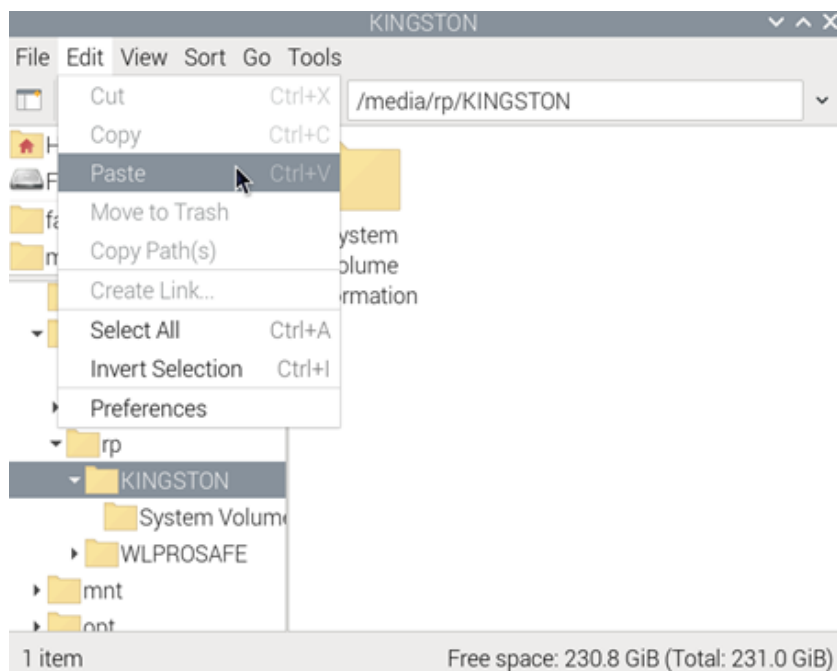 KINGSTON
File Edit View Sort Go Tools
/media/rp/KINGSTON
Cut Ctrl+X
Copy Ctrl+C
Paste Ctrl+V
Move to Trash
Copy Path(s)
Create Link...
Select All Ctrl+A
Invert Selection Ctrl+I
Preferences
rp
KINGSTON
System Volum
WLPROSAFE
mnt
opt
ystem
olume
rmation
1 item
Free space: 230.8 GiB (Total: 231.0 GiB)